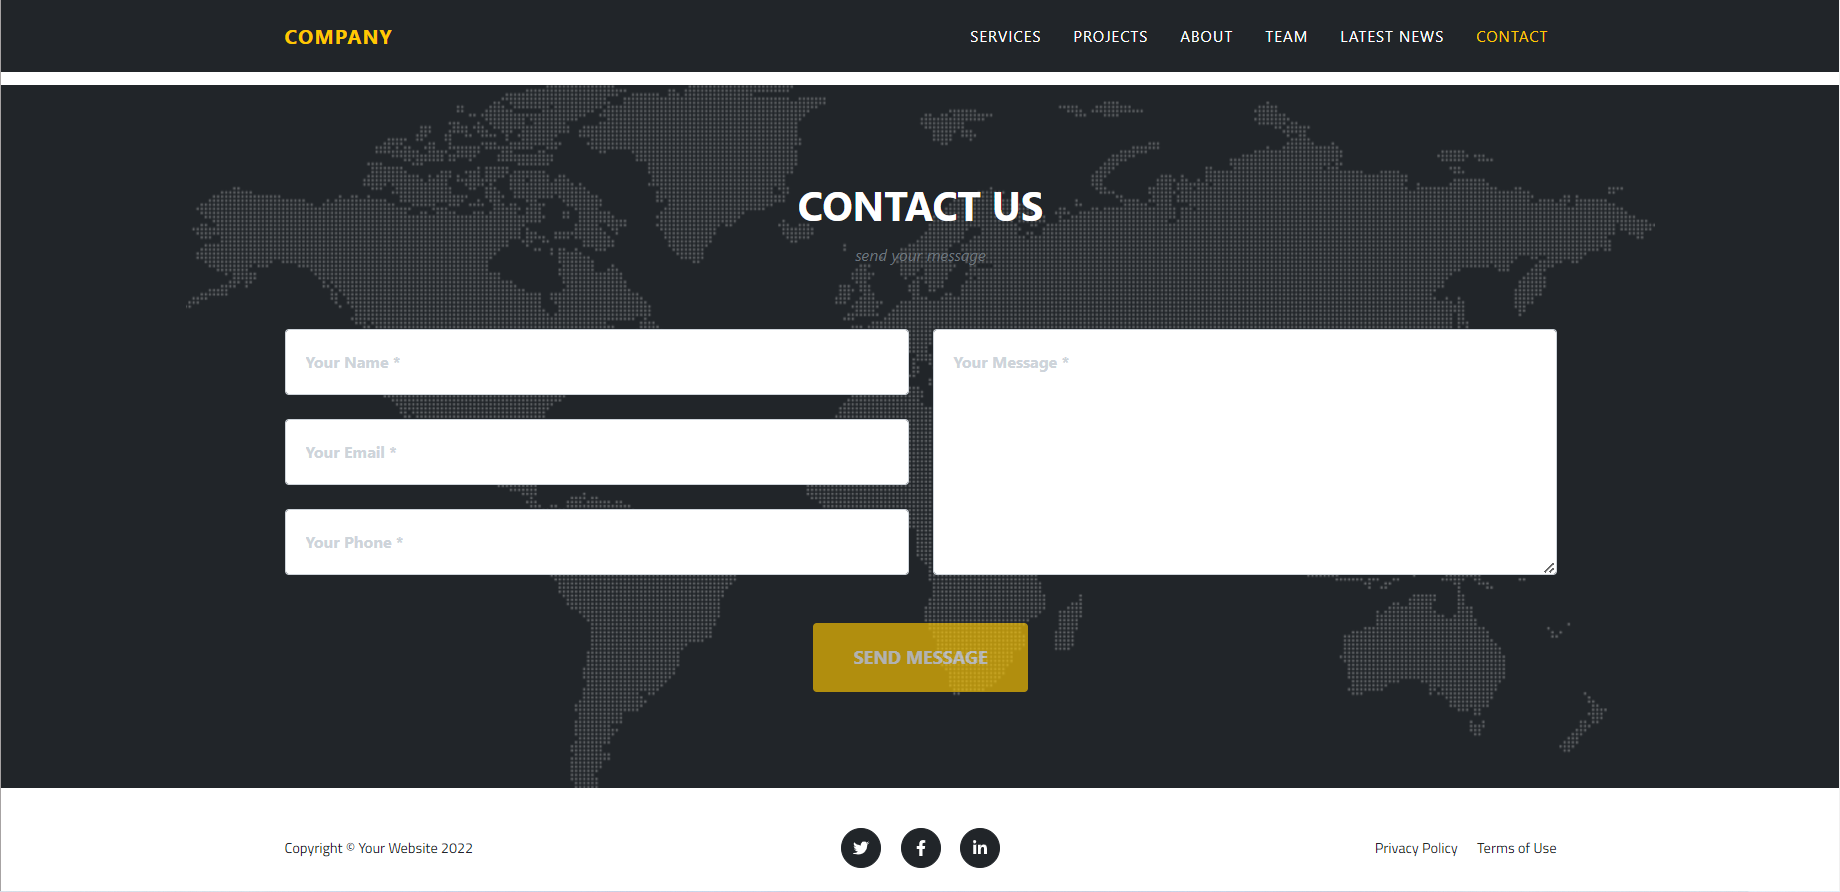 COMPANY
SERVICES PROJECTS ABOUT TEAM LATEST NEWS CONTACT
CONTACT US
send your message
Your Name *
Your Email *
Your Phone *
Your Message *
SEND MESSAGE
Copyright © Your Website 2022
Privacy Policy Terms of Use